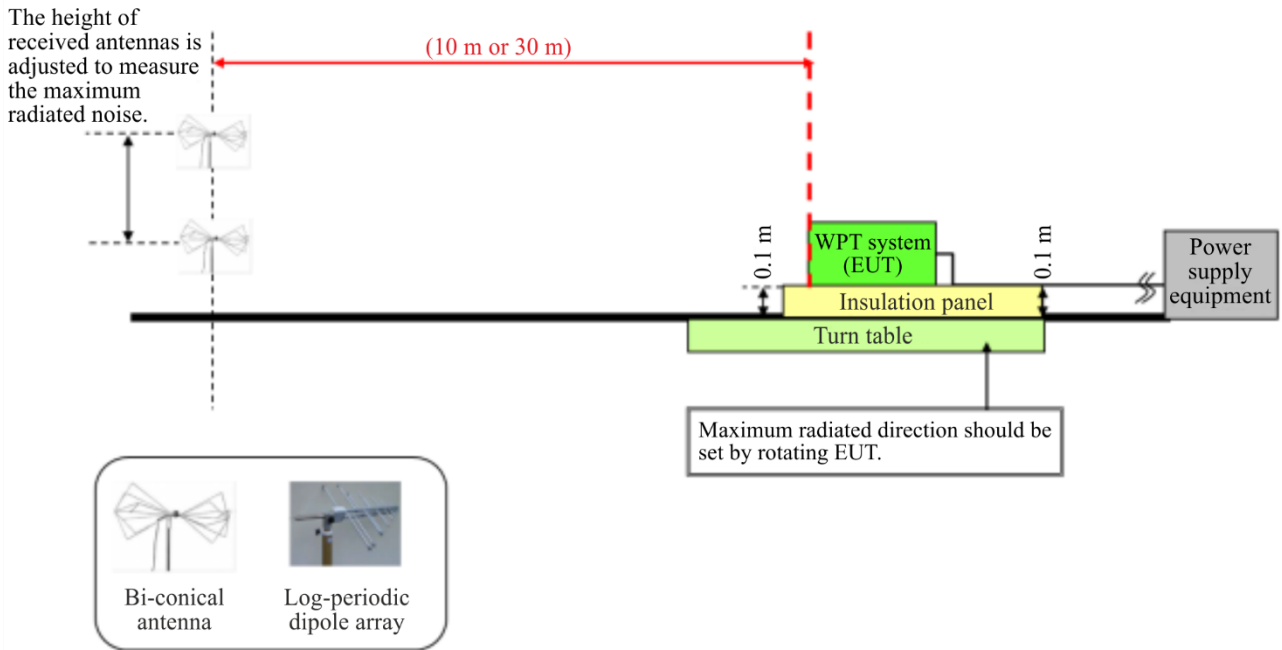 The height of
received antennas is
adjusted to measure
the maximum
radiated noise.
(10 m or 30 m)
0.1 m
WPT system
(EUT)
0.1 m
Power
supply
equipment
Insulation panel
Turn table
Maximum radiated direction should be
set by rotating EUT.
Bi-conical
antenna
Log-periodic
dipole array